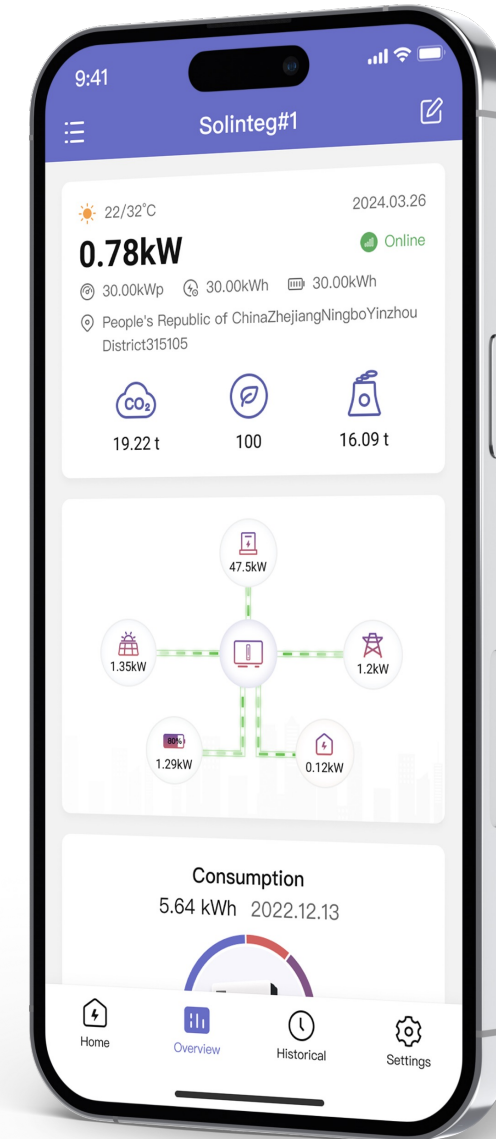 9:41
Solinteg#1
22/32°C
2024.03.26
0.78kW
Online
30.00kWp
30.00kWh
30.00kWh
People's Republic of ChinaZhejiangNingboYinzhou
District315105
CO₂
19.22 t
100
16.09 t
47.5kW
1.35kW
1.2kW
80%
1.29kW
0.12kW
Consumption
5.64 kWh 2022.12.13
Home
Overview
Historical
Settings